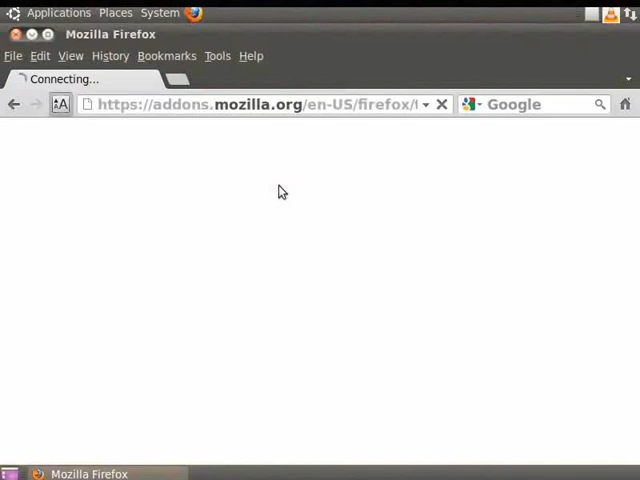 Applications Places System
Mozilla Firefox
File Edit View History Bookmarks Tools Help
Connecting...
AA https://addons.mozilla.org/en-US/firefox/t Google
Mozilla Firefox